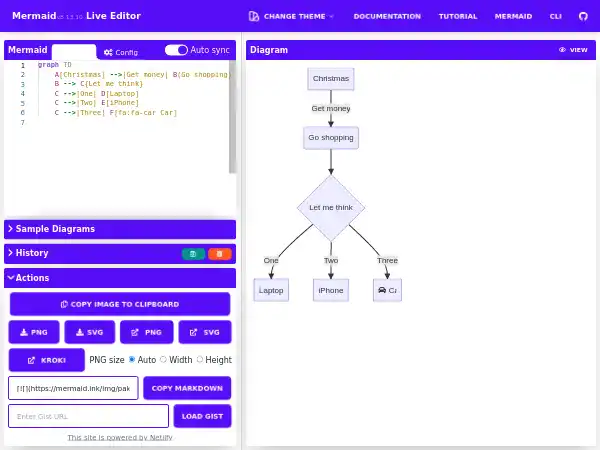 Mermaid v9.13.10 Live Editor
CHANGE THEME
DOCUMENTATION
TUTORIAL
MERMAID
CLI
Mermaid
Config
Auto sync
1 graph TD
2 A[Christmas] -->|Get money| B(Go shopping)
3 B --> C{Let me think}
4 C -->|One| D[Laptop]
5 C -->|Two| E[iPhone]
6 C -->|Three| F[fa:fa-car Car]
7
Sample Diagrams
History
Actions
COPY IMAGE TO CLIPBOARD
PNG
SVG
PNG
SVG
KROKI
PNG size
Auto
Width
Height
[![](https://mermaid.ink/img/pak
COPY MARKDOWN
Enter Gist URL
LOAD GIST
This site is powered by Netlify
Diagram
VIEW
Christmas
Get money
Go shopping
Let me think
One
Two
Three
Laptop
iPhone
Ca